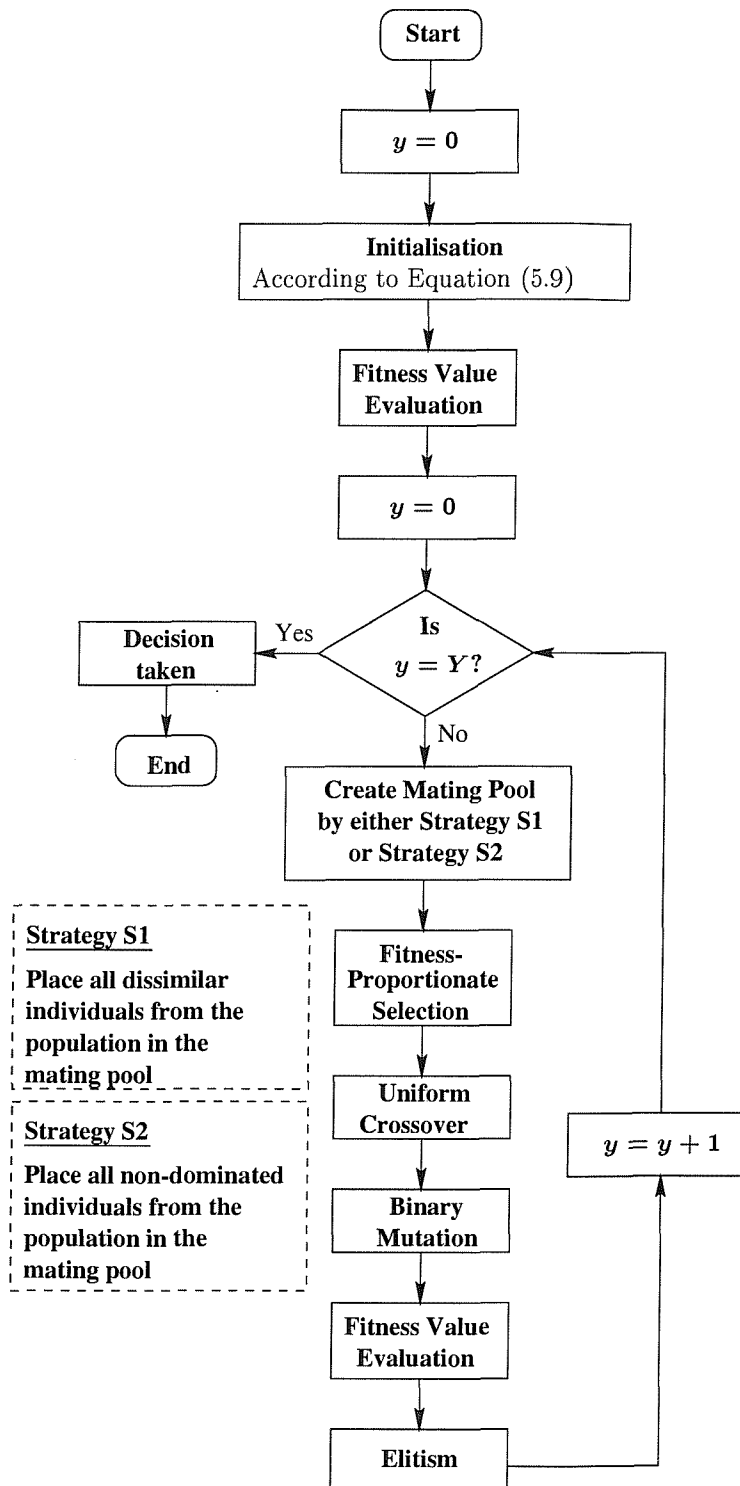 Start
y = 0
Initialisation
According to Equation (5.9)
Fitness Value
Evaluation
y = 0
Is
y = Y?
Yes
Decision
taken
End
No
Create Mating Pool
by either Strategy S1
or Strategy S2
Strategy S1
Place all dissimilar
individuals from the
population in the
mating pool
Strategy S2
Place all non-dominated
individuals from the
population in the
mating pool
Fitness-
Proportionate
Selection
Uniform
Crossover
Binary
Mutation
Fitness Value
Evaluation
Elitism
y = y + 1